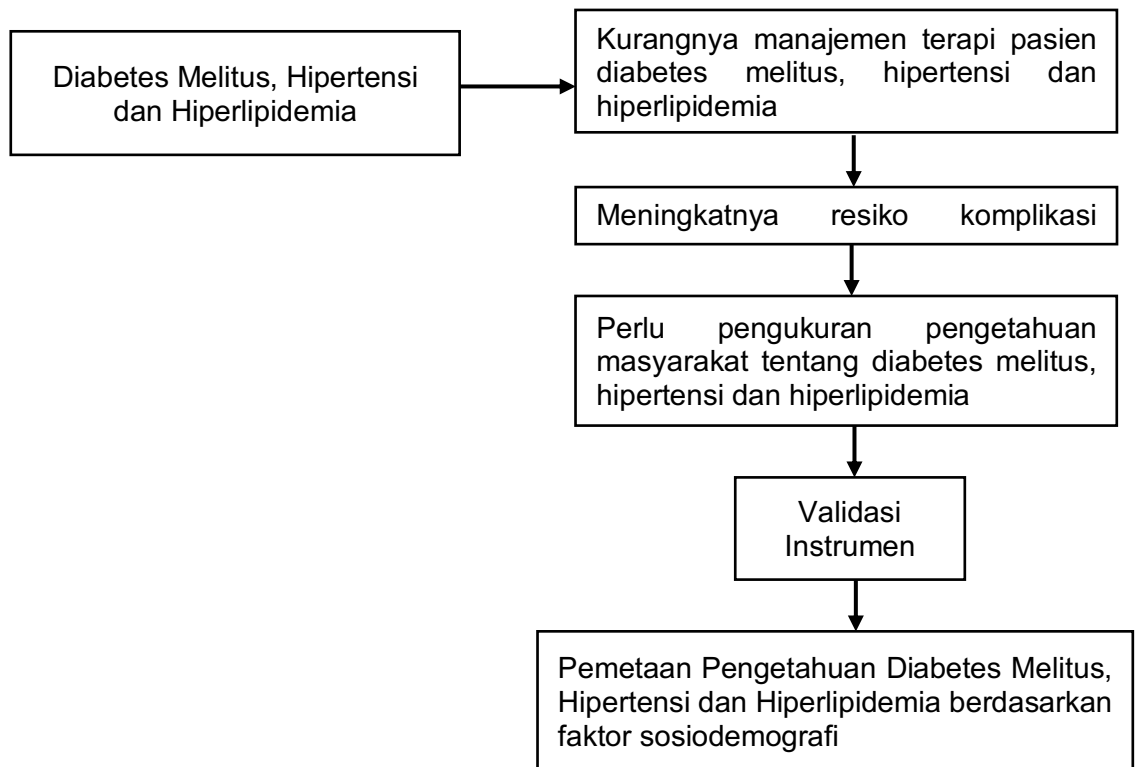 Diabetes Melitus, Hipertensi
dan Hiperlipidemia
Kurangnya manajemen terapi pasien
diabetes melitus, hipertensi dan
hiperlipidemia
Meningkatnya resiko komplikasi
Perlu pengukuran pengetahuan
masyarakat tentang diabetes melitus,
hipertensi dan hiperlipidemia
Validasi
Instrumen
Pemetaan Pengetahuan Diabetes Melitus,
Hipertensi dan Hiperlipidemia berdasarkan
faktor sosiodemografi